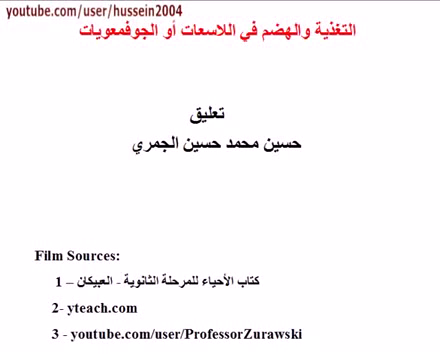 youtube.com/user/hussein2004
التغذية والهضم في اللاسعات أو الجوفمعويات
تعليق
حسين محمد حسين الجمري
Film Sources:
1 – كتاب الأحياء للمرحلة الثانوية - العبيكان
2- yteach.com
3 - youtube.com/user/ProfessorZurawski